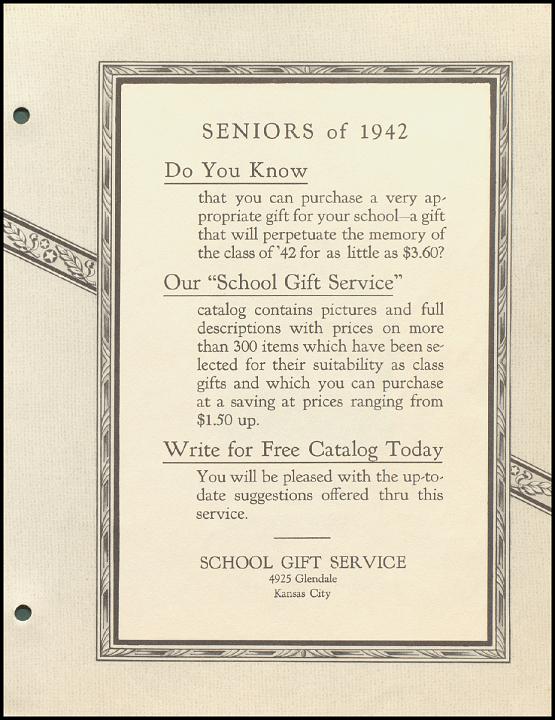 SENIORS of 1942
Do You Know
that you can purchase a very ap-
propriate gift for your school—a gift
that will perpetuate the memory of
the class of '42 for as little as $3.60?
Our "School Gift Service"
catalog contains pictures and full
descriptions with prices on more
than 300 items which have been se-
lected for their suitability as class
gifts and which you can purchase
at a saving at prices ranging from
$1.50 up.
Write for Free Catalog Today
You will be pleased with the up-to-
date suggestions offered thru this
service.
SCHOOL GIFT SERVICE
4925 Glendale
Kansas City